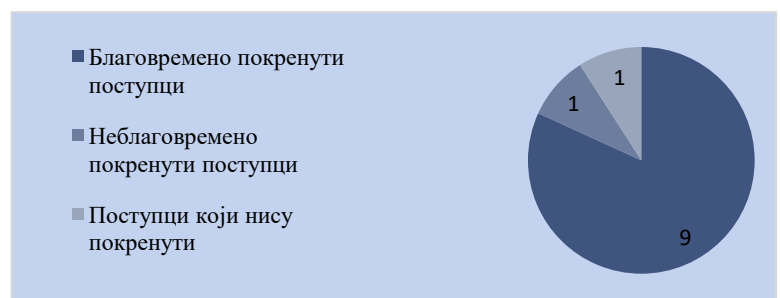 Благовремено покренути
поступци
Неблаговремено
покренути поступци
Поступци који нису
покренути
1
1
9